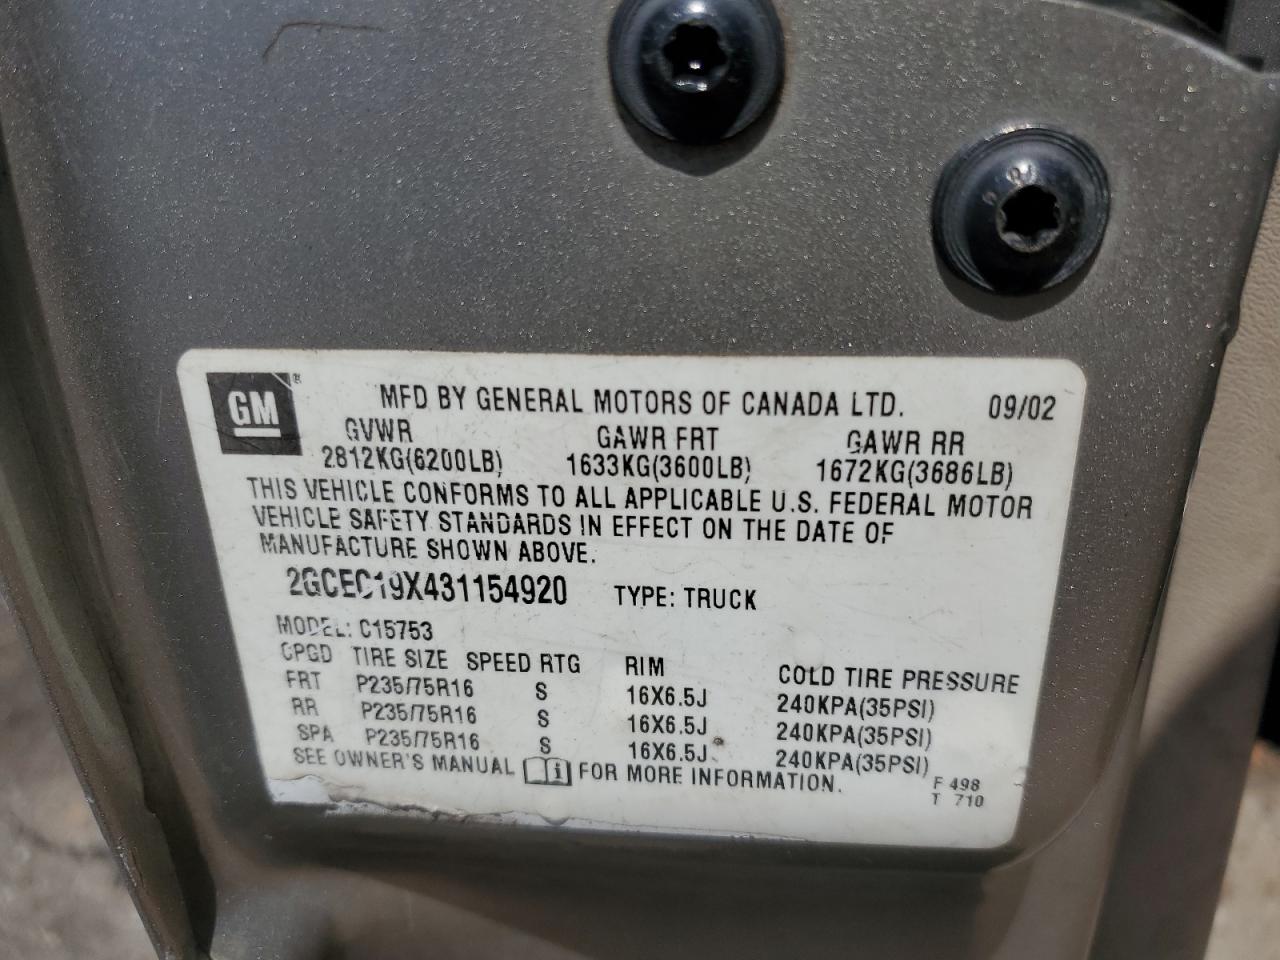 GM ®
MFD BY GENERAL MOTORS OF CANADA LTD. 09/02
GVWR GAWR FRT GAWR RR
2812KG(6200LB) 1633KG(3600LB) 1672KG(3686LB)
THIS VEHICLE CONFORMS TO ALL APPLICABLE U.S. FEDERAL MOTOR
VEHICLE SAFETY STANDARDS IN EFFECT ON THE DATE OF
MANUFACTURE SHOWN ABOVE.
2GCEC19X431154920 TYPE: TRUCK
MODEL: C15753
CPGD TIRE SIZE SPEED RTG RIM COLD TIRE PRESSURE
FRT P235/75R16 S 16X6.5J 240KPA(35PSI)
RR P235/75R16 S 16X6.5J 240KPA(35PSI)
SPA P235/75R16 S 16X6.5J 240KPA(35PSI)
SEE OWNER'S MANUAL i FOR MORE INFORMATION.
F 498
T 710